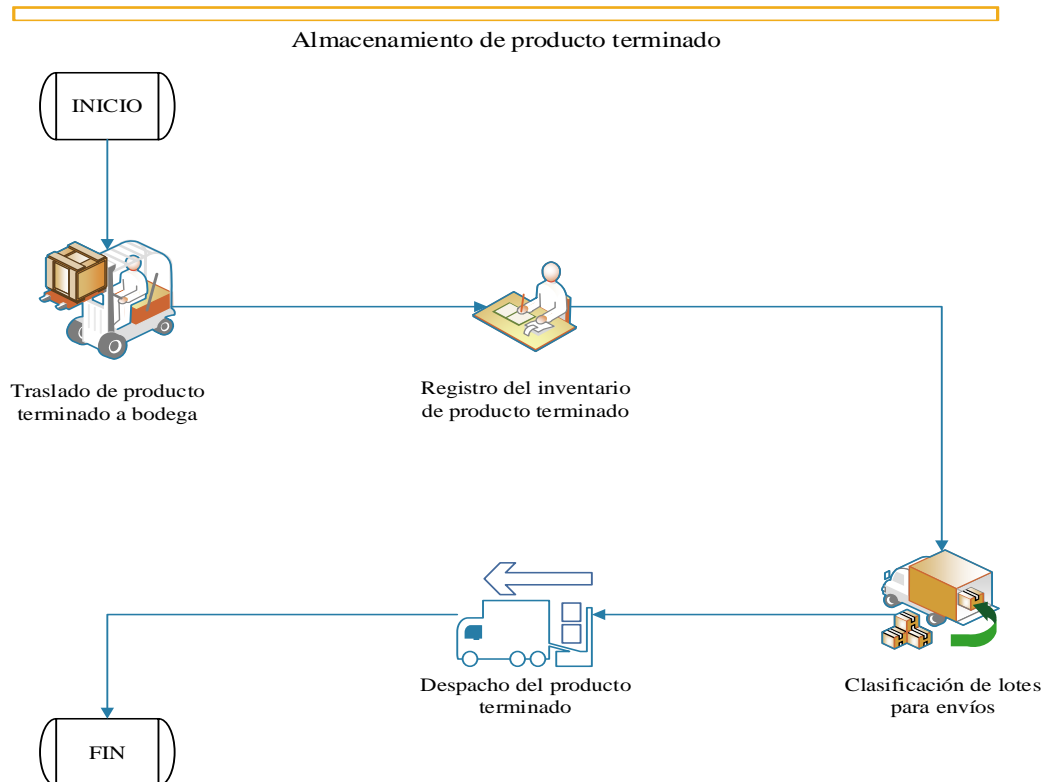 Almacenamiento de producto terminado
INICIO
Traslado de producto
terminado a bodega
Registro del inventario
de producto terminado
Clasificación de lotes
para envíos
Despacho del producto
terminado
FIN